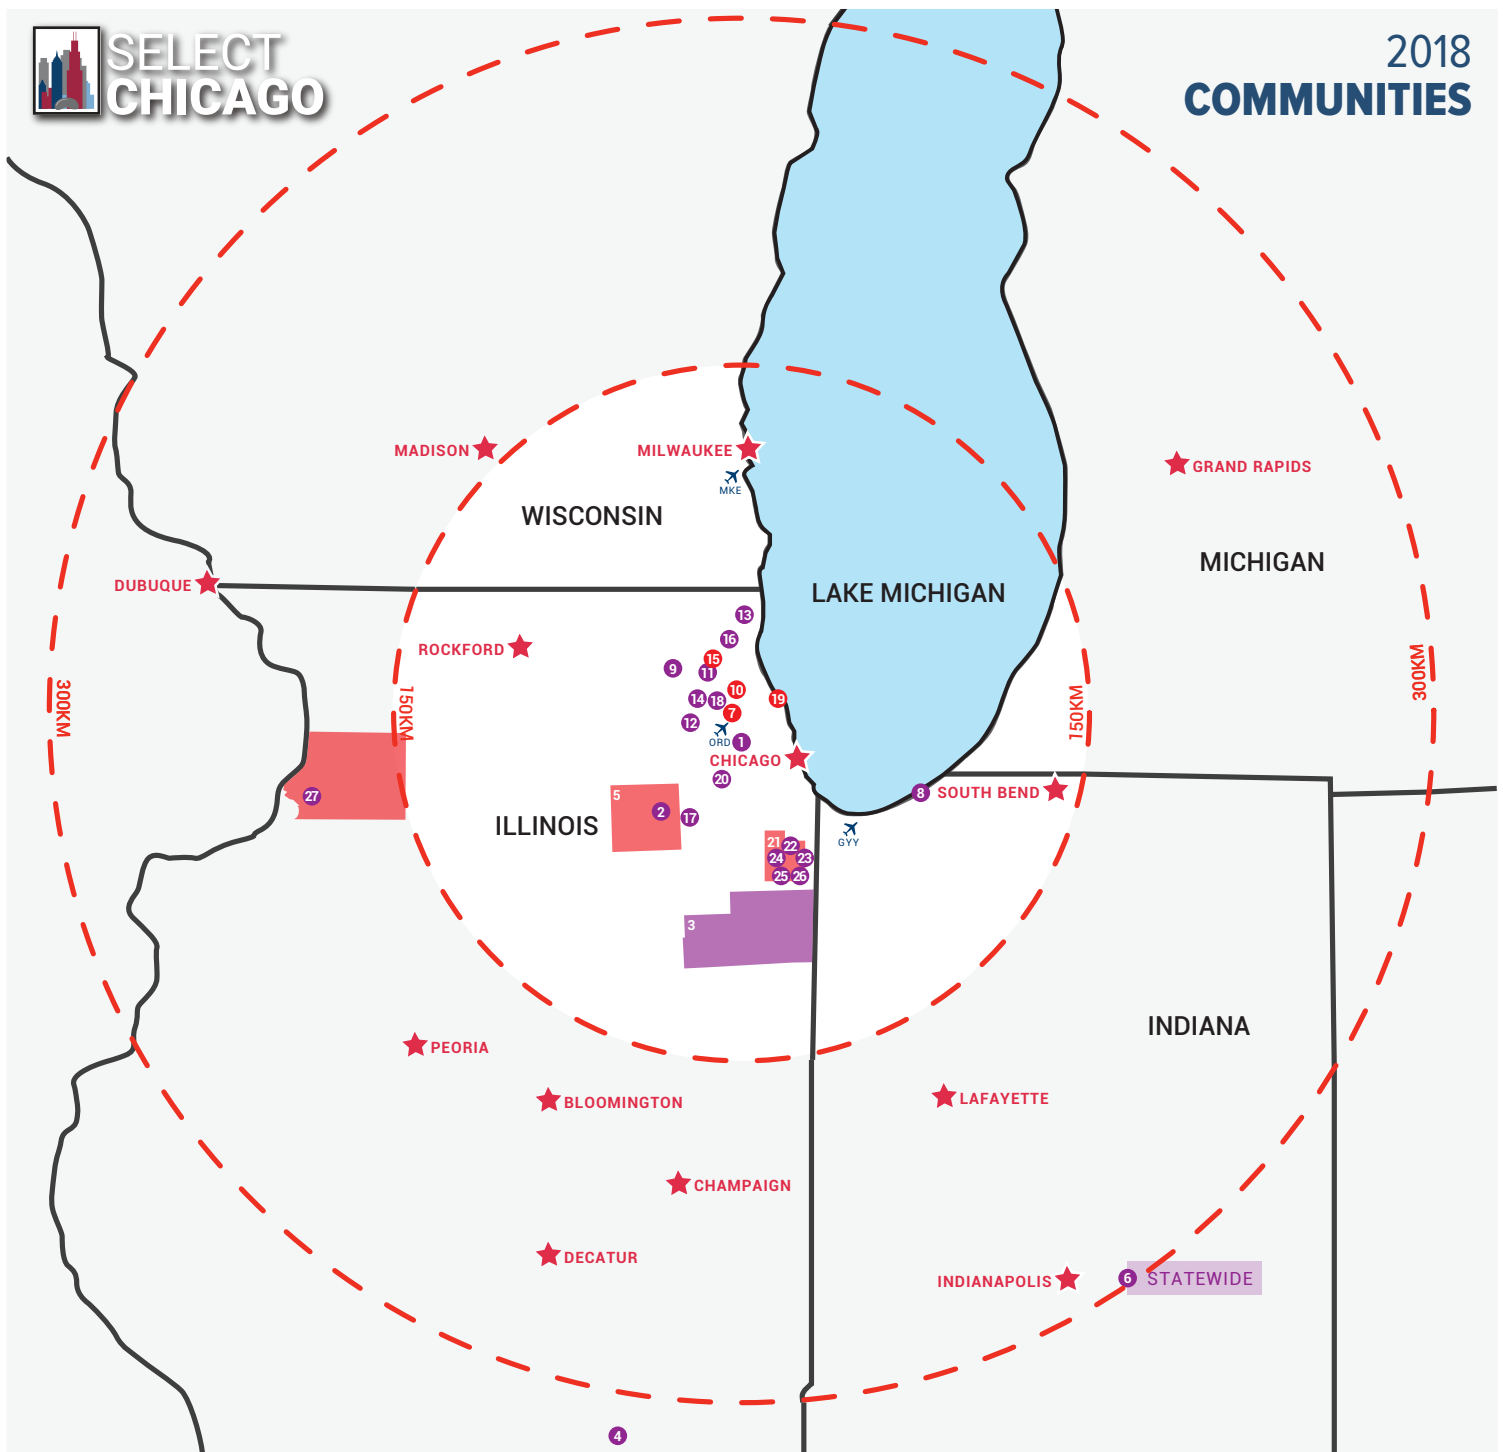 SELECT
CHICAGO
2018
COMMUNITIES
MADISON
MILWAUKEE
MKE
GRAND RAPIDS
WISCONSIN
MICHIGAN
DUBUQUE
LAKE MICHIGAN
13
16
ROCKFORD
15
9
11
10
14
18
19
7
12
300KM
150KM
150KM
300KM
ORD
1
CHICAGO
20
27
5
2
17
ILLINOIS
8
SOUTH BEND
GYY
21
22
24
23
25
26
3
INDIANA
PEORIA
BLOOMINGTON
LAFAYETTE
CHAMPAIGN
DECATUR
INDIANAPOLIS
6 STATEWIDE
4